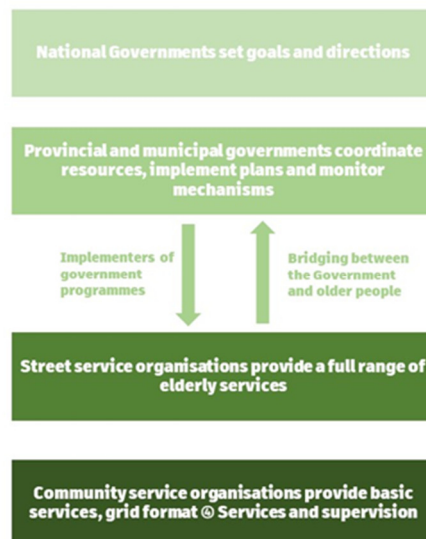 National Governments set goals and directions
Provincial and municipal governments coordinate
resources, implement plans and monitor
mechanisms
Implementers of
government
programmes
Bridging between
the Government
and older people
Street service organisations provide a full range of
elderly services
Community service organisations provide basic
services, grid format ④ Services and supervision